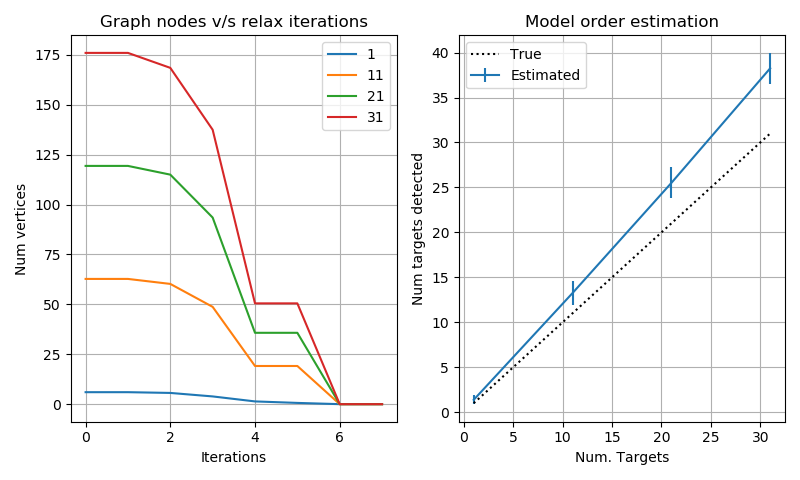 Graph nodes v/s relax iterations
Num vertices
175
150
125
100
75
50
25
0
0 2 4 6
Iterations
1
11
21
31
Model order estimation
Num targets detected
40
35
30
25
20
15
10
5
0
0 5 10 15 20 25 30
Num. Targets
True
Estimated